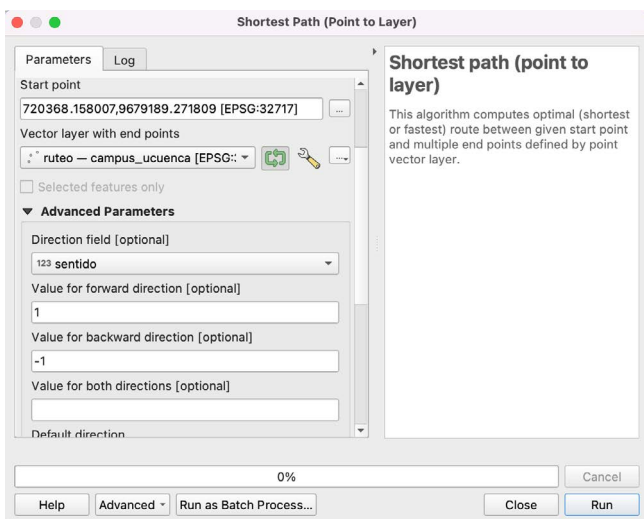 Shortest Path (Point to Layer)
Parameters
Log
Start point
720368.158007,9679189.271809 [EPSG:32717]
...
Vector layer with end points
ruteo — campus_ucuenca [EPSG::
...
Selected features only
Advanced Parameters
Direction field [optional]
123 sentido
Value for forward direction [optional]
1
Value for backward direction [optional]
-1
Value for both directions [optional]
Default direction
Shortest path (point to
layer)
This algorithm computes optimal (shortest
or fastest) route between given start point
and multiple end points defined by point
vector layer.
0%
Cancel
Help
Advanced
Run as Batch Process...
Close
Run